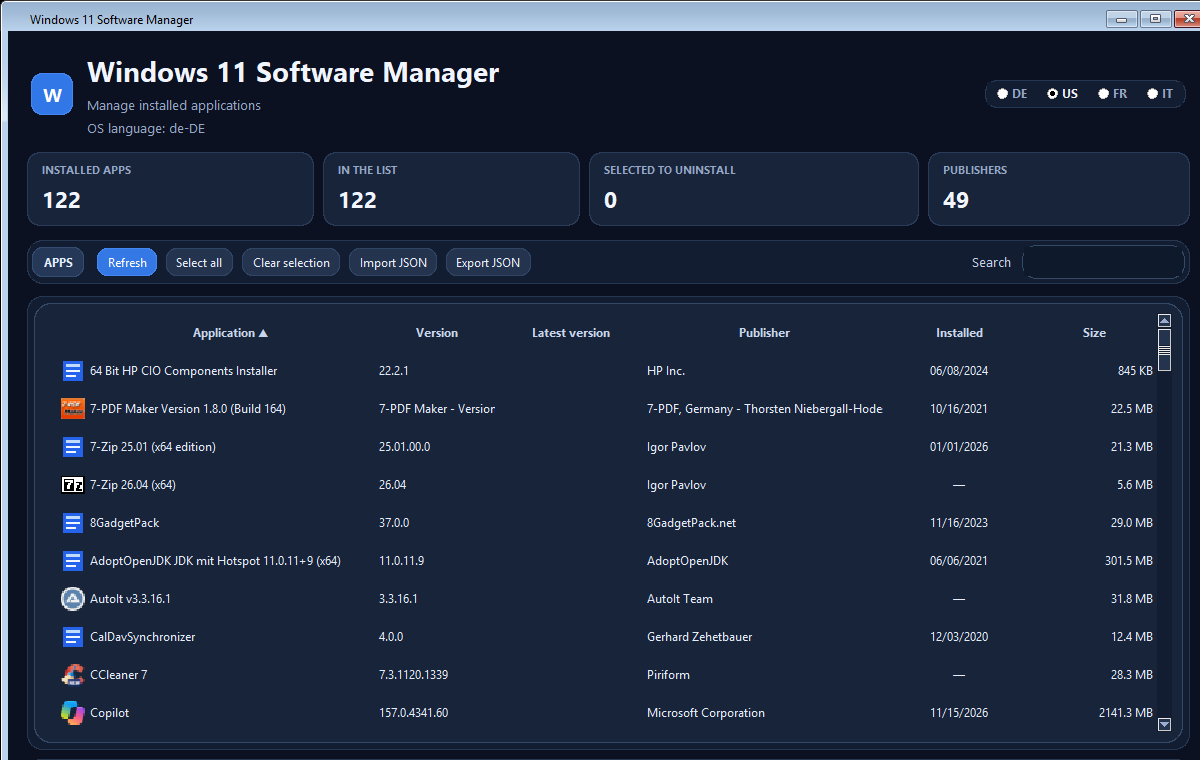 Windows 11 Software Manager
W
Windows 11 Software Manager
Manage installed applications
OS language: de-DE
DE US FR IT
INSTALLED APPS
122
IN THE LIST
122
SELECTED TO UNINSTALL
0
PUBLISHERS
49
APPS Refresh Select all Clear selection Import JSON Export JSON Search
Application ▲ Version Latest version Publisher Installed Size
64 Bit HP CIO Components Installer 22.2.1 HP Inc. 06/08/2024 845 KB
7-PDF Maker Version 1.8.0 (Build 164) 7-PDF Maker - Versior 7-PDF, Germany - Thorsten Niebergall-Hode 10/16/2021 22.5 MB
7-Zip 25.01 (x64 edition) 25.01.00.0 Igor Pavlov 01/01/2026 21.3 MB
7-Zip 26.04 (x64) 26.04 Igor Pavlov — 5.6 MB
8GadgetPack 37.0.0 8GadgetPack.net 11/16/2023 29.0 MB
AdoptOpenJDK JDK mit Hotspot 11.0.11+9 (x64) 11.0.11.9 AdoptOpenJDK 06/06/2021 301.5 MB
AutoIt v3.3.16.1 3.3.16.1 AutoIt Team — 31.8 MB
CalDavSynchronizer 4.0.0 Gerhard Zehetbauer 12/03/2020 12.4 MB
CCleaner 7 7.3.1120.1339 Piriform — 28.3 MB
Copilot 157.0.4341.60 Microsoft Corporation 11/15/2026 2141.3 MB